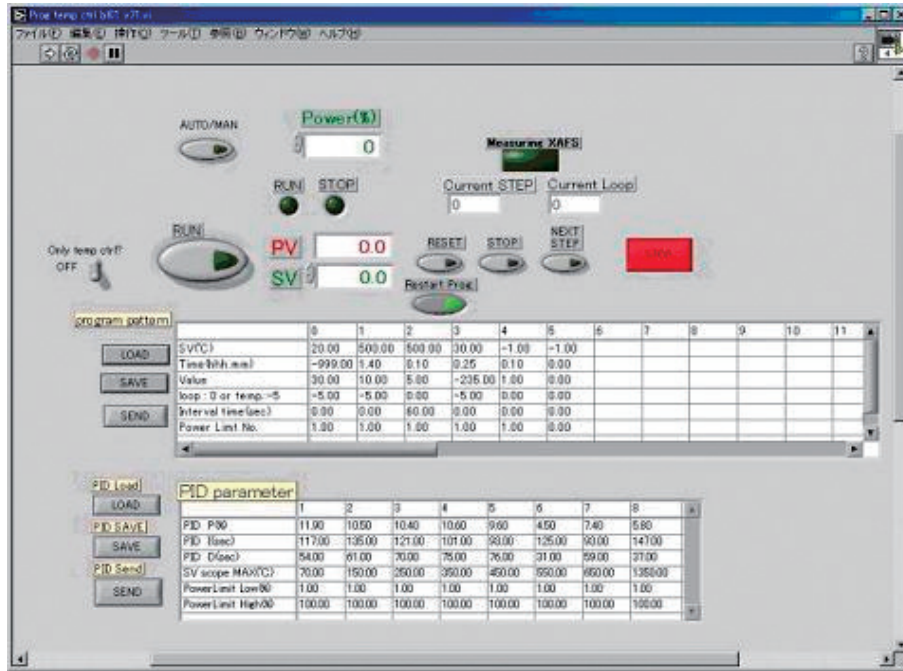 Prog temp ctrl
ファイル(F) 編集(E) 操作(O) ツール(T) 参照(B) ウィンドウ(W) ヘルプ(H)
AUTO/MAN
Power(%)
0
Measuring XAFS
RUN STOP
Current STEP Current Loop
0 0
Only temp ctrl?
OFF
RUN
PV 0.0
SV 0.0
RESET STOP NEXT STEP
STOP
Restart Prog.
program pattern
LOAD
SAVE
SEND
0 1 2 3 4 5 6 7 8 9 10 11
SV(℃) 20.00 500.00 500.00 30.00 -1.00 -1.00
Time(hhh.mm) -999.00 1.40 0.10 0.25 0.10 0.00
Value 30.00 10.00 5.00 -235.00 1.00 0.00
loop : 0 or temp.:-5 -5.00 -5.00 0.00 -5.00 0.00 0.00
Interval time(sec) 0.00 0.00 60.00 0.00 0.00 0.00
Power Limt No. 1.00 1.00 1.00 1.00 1.00 0.00
PID Load
LOAD
PID SAVE
SAVE
PID Send
SEND
PID parameter
1 2 3 4 5 6 7 8
PID P(%) 11.90 10.50 10.40 10.60 9.60 4.50 7.40 5.80
PID I(sec) 117.00 135.00 121.00 101.00 93.00 125.00 93.00 147.00
PID D(sec) 54.00 61.00 70.00 75.00 76.00 31.00 59.00 37.00
SV scope MAX(℃) 70.00 150.00 250.00 350.00 450.00 550.00 650.00 1350.00
PowerLimit Low(%) 1.00 1.00 1.00 1.00 1.00 1.00 1.00 1.00
PowerLimit High(%) 100.00 100.00 100.00 100.00 100.00 100.00 100.00 100.00